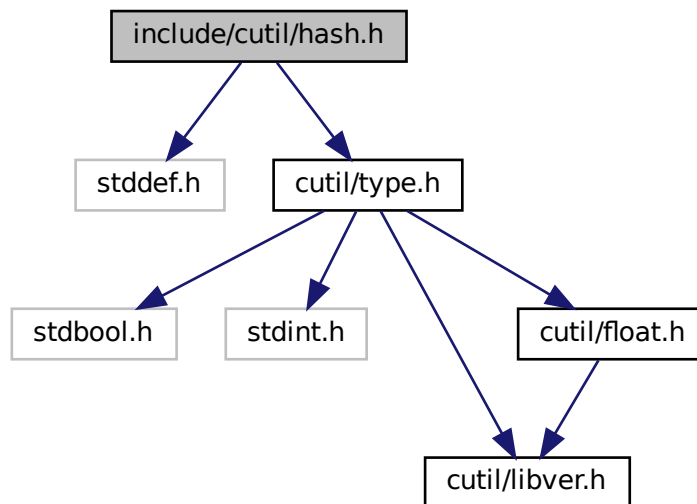 include/cutil/hash.h
stddef.h
cutil/type.h
stdbool.h
stdint.h
cutil/float.h
cutil/libver.h